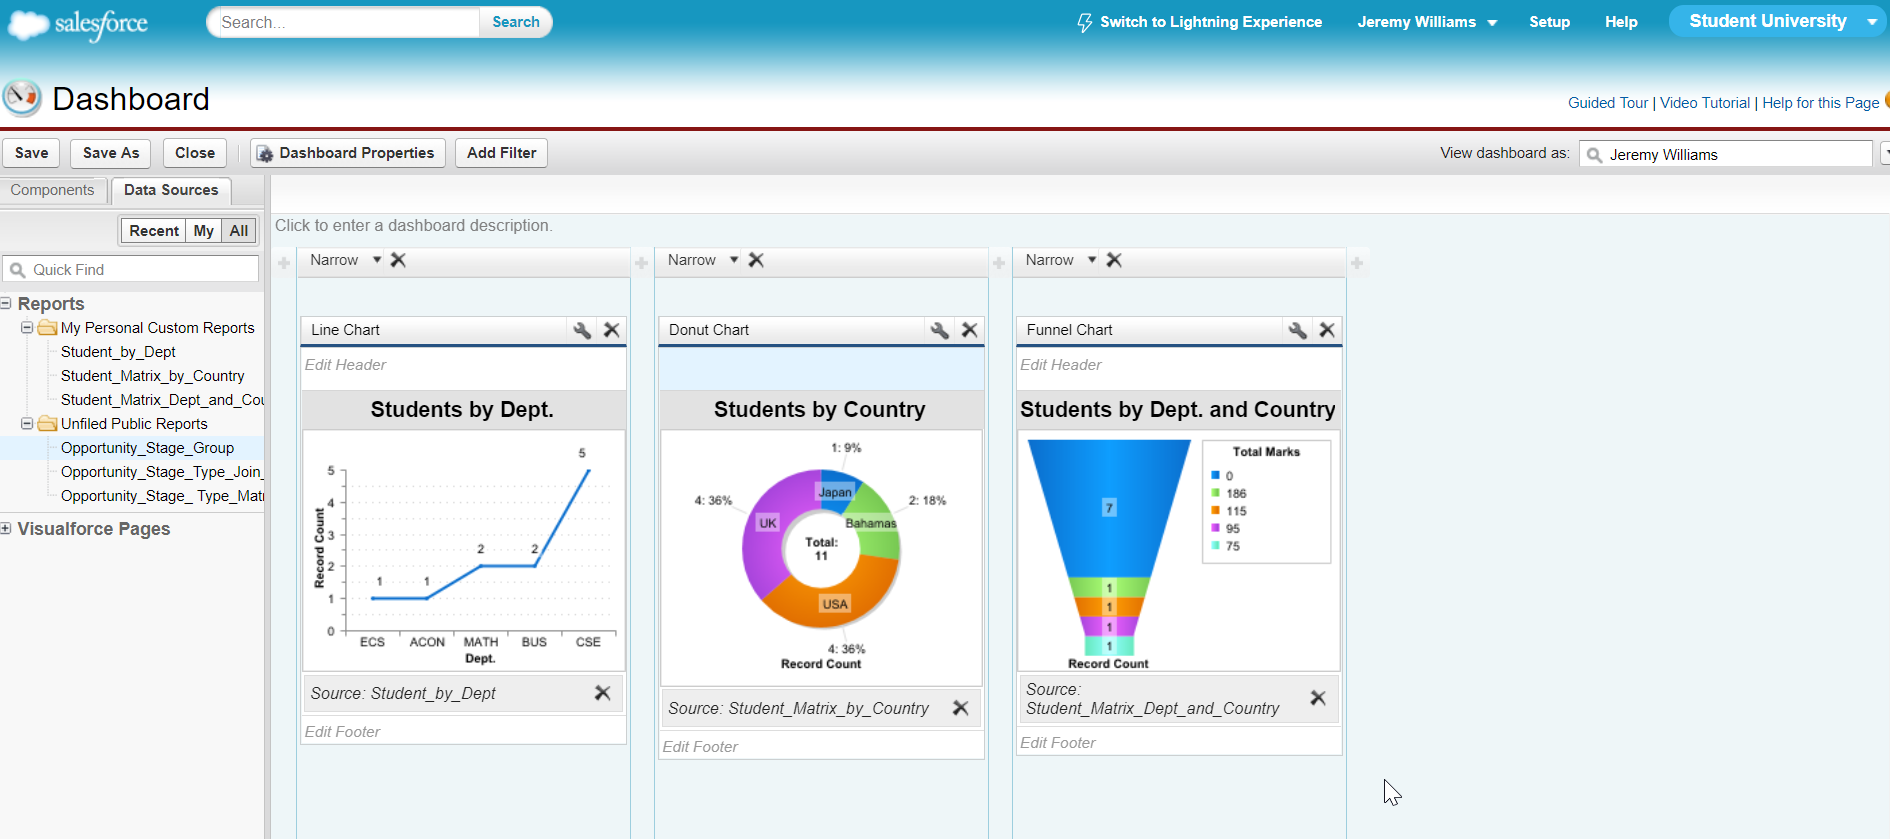 salesforce
Search...
Search
Switch to Lightning Experience
Jeremy Williams
Setup
Help
Student University
Dashboard
Guided Tour | Video Tutorial | Help for this Page
Save
Save As
Close
Dashboard Properties
Add Filter
View dashboard as:
Jeremy Williams
Components
Data Sources
Recent
My
All
Quick Find
Reports
My Personal Custom Reports
Student_by_Dept
Student_Matrix_by_Country
Student_Matrix_Dept_and_Cou
Unfiled Public Reports
Opportunity_Stage_Group
Opportunity_Stage_Type_Join_
Opportunity_Stage_ Type_Matr
Visualforce Pages
Click to enter a dashboard description.
Narrow
Line Chart
Edit Header
Students by Dept.
5
5
4
3
2
1
0
Record Count
1
1
2
2
ECS
ACON
MATH
BUS
CSE
Dept.
Source: Student_by_Dept
Edit Footer
Narrow
Donut Chart
Students by Country
1: 9%
4: 36%
2: 18%
Japan
UK
Bahamas
Total:
11
USA
4: 36%
Record Count
Source: Student_Matrix_by_Country
Edit Footer
Narrow
Funnel Chart
Edit Header
Students by Dept. and Country
Total Marks
0
186
115
95
75
7
1
1
1
1
Record Count
Source:
Student_Matrix_Dept_and_Country
Edit Footer